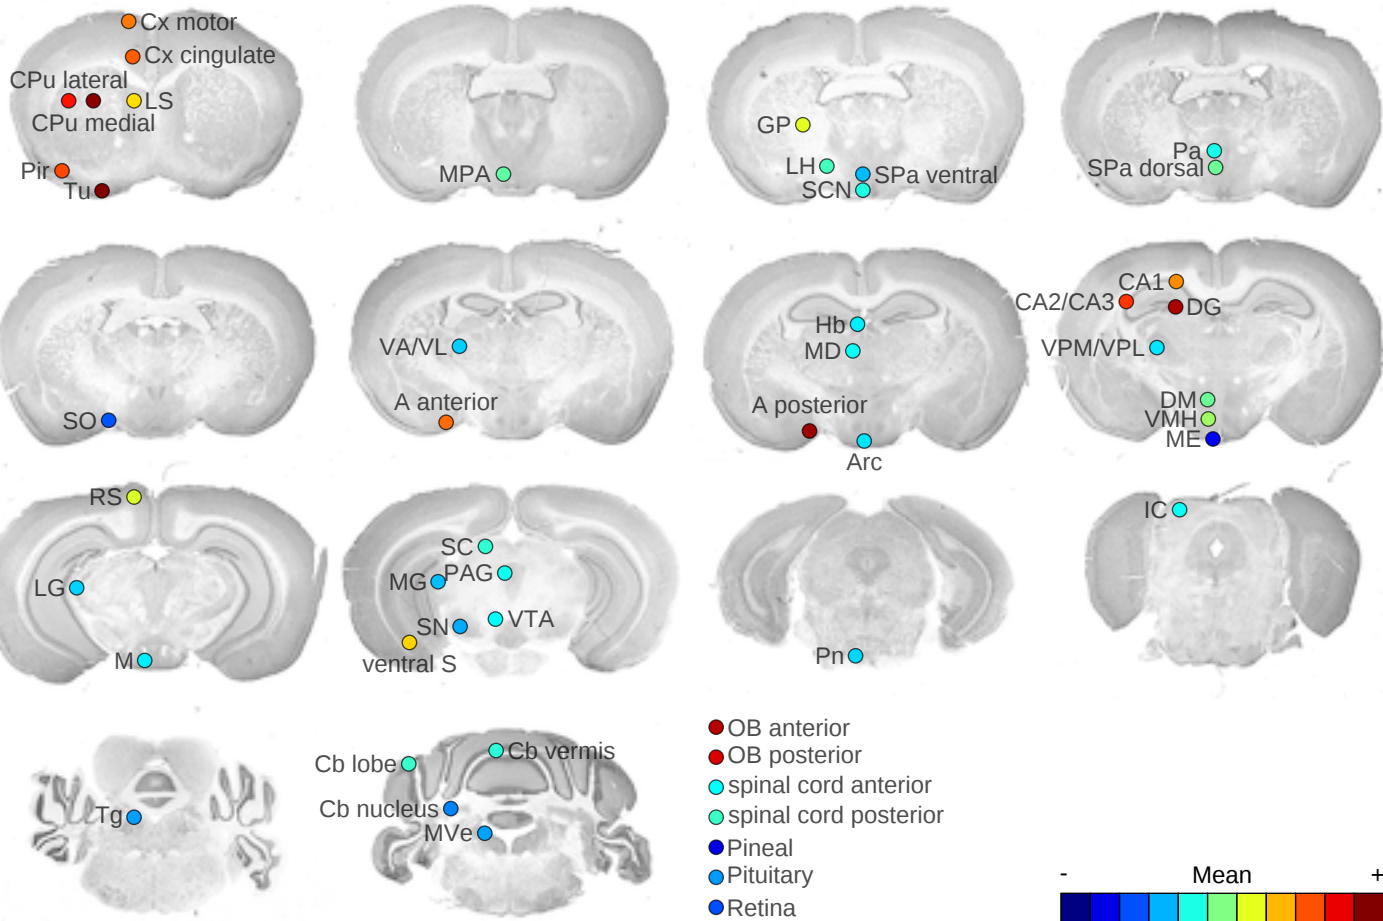 Cx motor
Cx cingulate
CPu lateral
LS
CPu medial
Pir
Tu
MPA
GP
LH
SPa ventral
SCN
Pa
SPa dorsal
SO
VA/VL
A anterior
Hb
MD
A posterior
Arc
CA1
CA2/CA3
DG
VPM/VPL
DM
VMH
ME
RS
LG
M
SC
PAG
MG
VTA
SN
ventral S
Pn
IC
Tg
Cb vermis
Cb lobe
Cb nucleus
MVe
OB anterior
OB posterior
spinal cord anterior
spinal cord posterior
Pineal
Pituitary
Retina
- Mean +